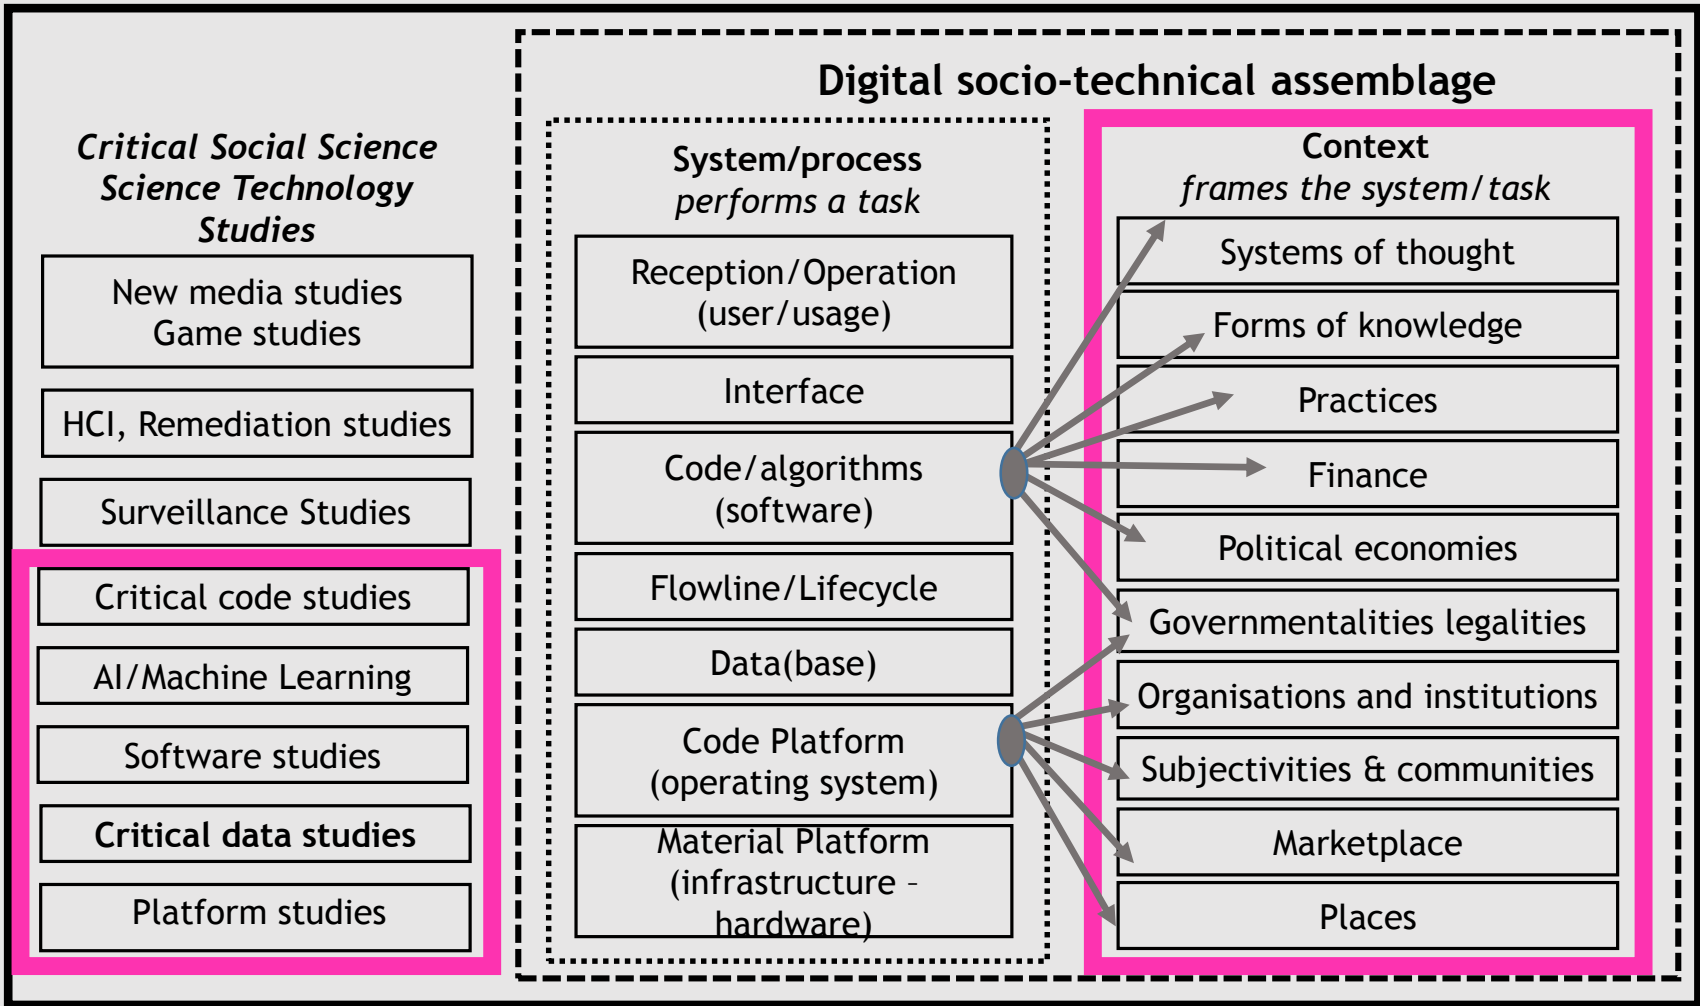 Digital socio-technical assemblage
Critical Social Science
Science Technology
Studies
New media studies
Game studies
HCI, Remediation studies
Surveillance Studies
Critical code studies
AI/Machine Learning
Software studies
Critical data studies
Platform studies
System/process
performs a task
Reception/Operation
(user/usage)
Interface
Code/algorithms
(software)
Flowline/Lifecycle
Data(base)
Code Platform
(operating system)
Material Platform
(infrastructure –
hardware)
Context
frames the system/task
Systems of thought
Forms of knowledge
Practices
Finance
Political economies
Governmentalities legalities
Organisations and institutions
Subjectivities & communities
Marketplace
Places